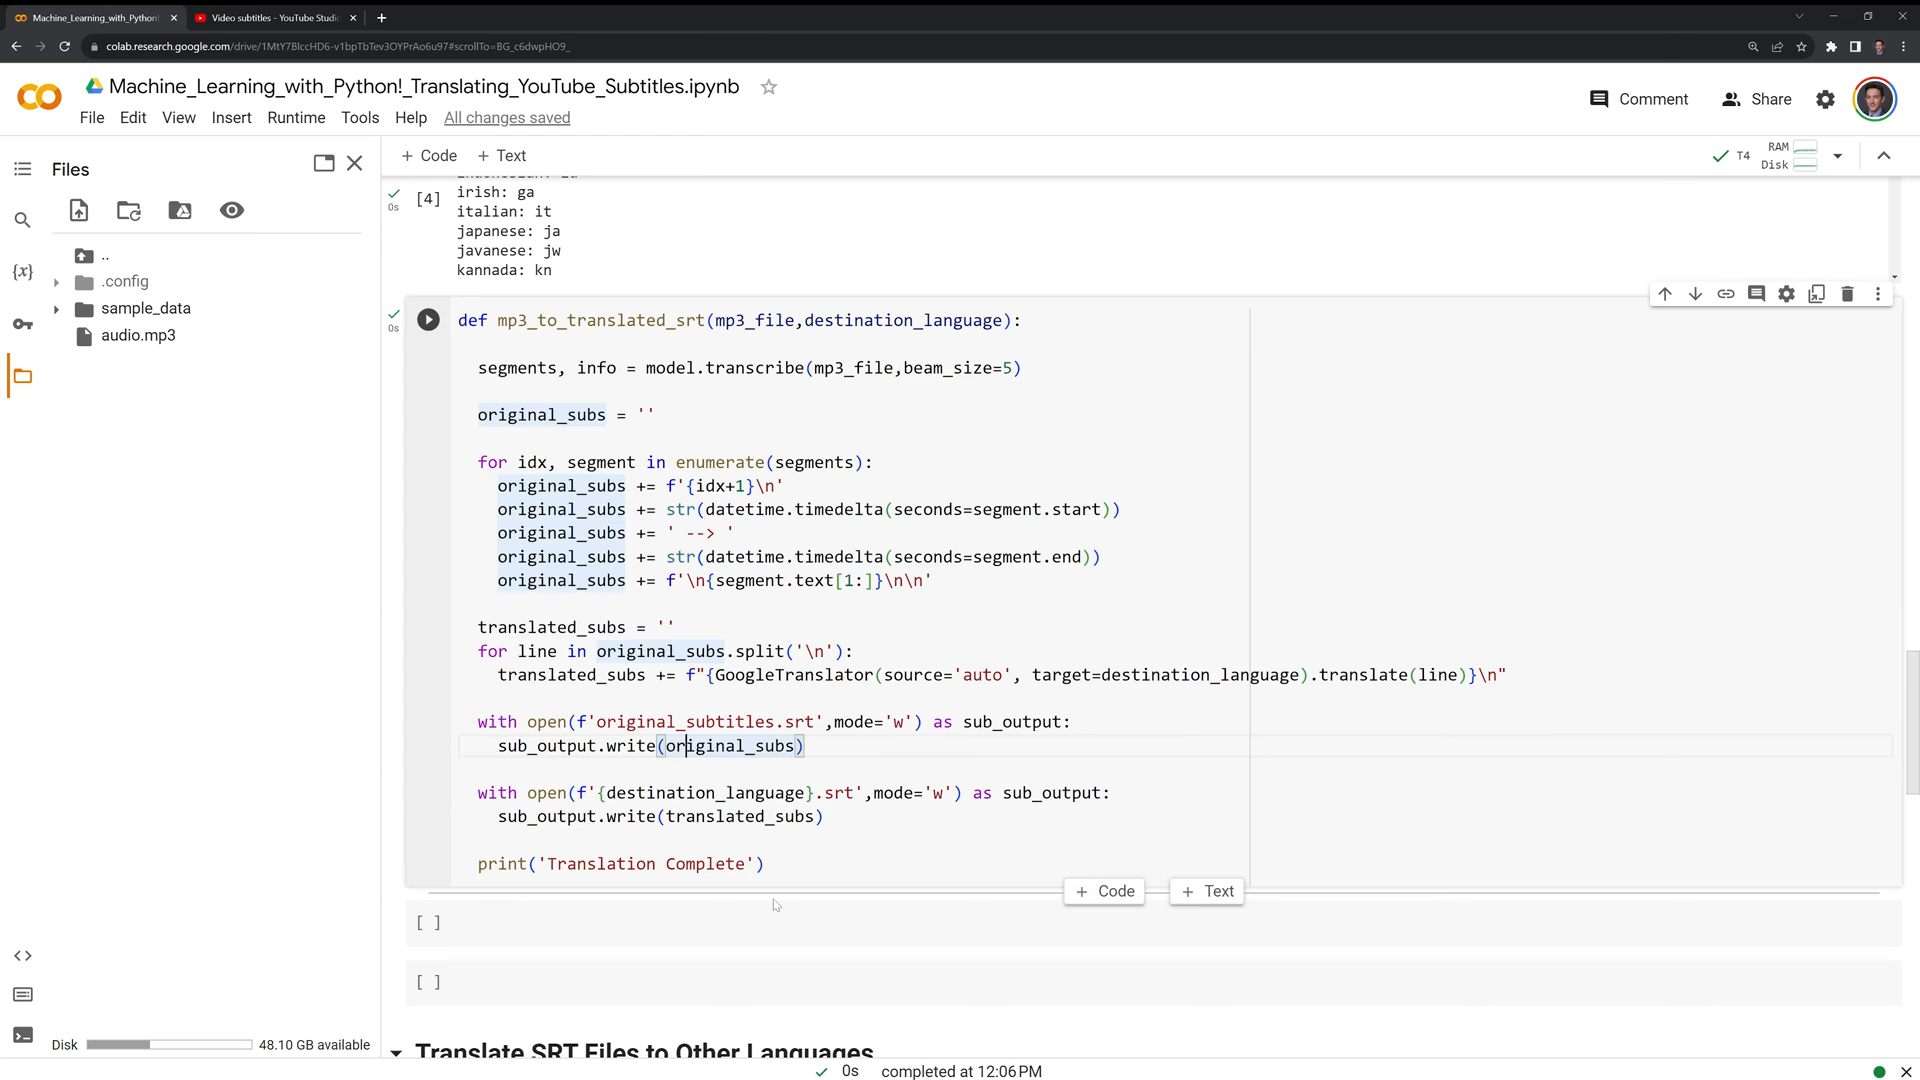 Machine_Learning_with_Python!
Video subtitles - YouTube Studio
colab.research.google.com/drive/1MtY7BlccHD6-v1bpTbTev3OYPrAo6u97#scrollTo=BG_c6dwpHO9_
Machine_Learning_with_Python!_Translating_YouTube_Subtitles.ipynb
File Edit View Insert Runtime Tools Help All changes saved
Comment Share
Files
+ Code + Text
T4 RAM Disk
..
.config
sample_data
audio.mp3
0s
[4]
irish: ga
italian: it
japanese: ja
javanese: jw
kannada: kn
0s
def mp3_to_translated_srt(mp3_file,destination_language):
segments, info = model.transcribe(mp3_file,beam_size=5)
original_subs = ''
for idx, segment in enumerate(segments):
original_subs += f'{idx+1}\n'
original_subs += str(datetime.timedelta(seconds=segment.start))
original_subs += ' --> '
original_subs += str(datetime.timedelta(seconds=segment.end))
original_subs += f'\n{segment.text[1:]}\n\n'
translated_subs = ''
for line in original_subs.split('\n'):
translated_subs += f"{GoogleTranslator(source='auto', target=destination_language).translate(line)}\n"
with open(f'original_subtitles.srt',mode='w') as sub_output:
sub_output.write(original_subs)
with open(f'{destination_language}.srt',mode='w') as sub_output:
sub_output.write(translated_subs)
print('Translation Complete')
+ Code + Text
[ ]
[ ]
Translate SRT Files to Other Languages
Disk 48.10 GB available
0s completed at 12:06 PM